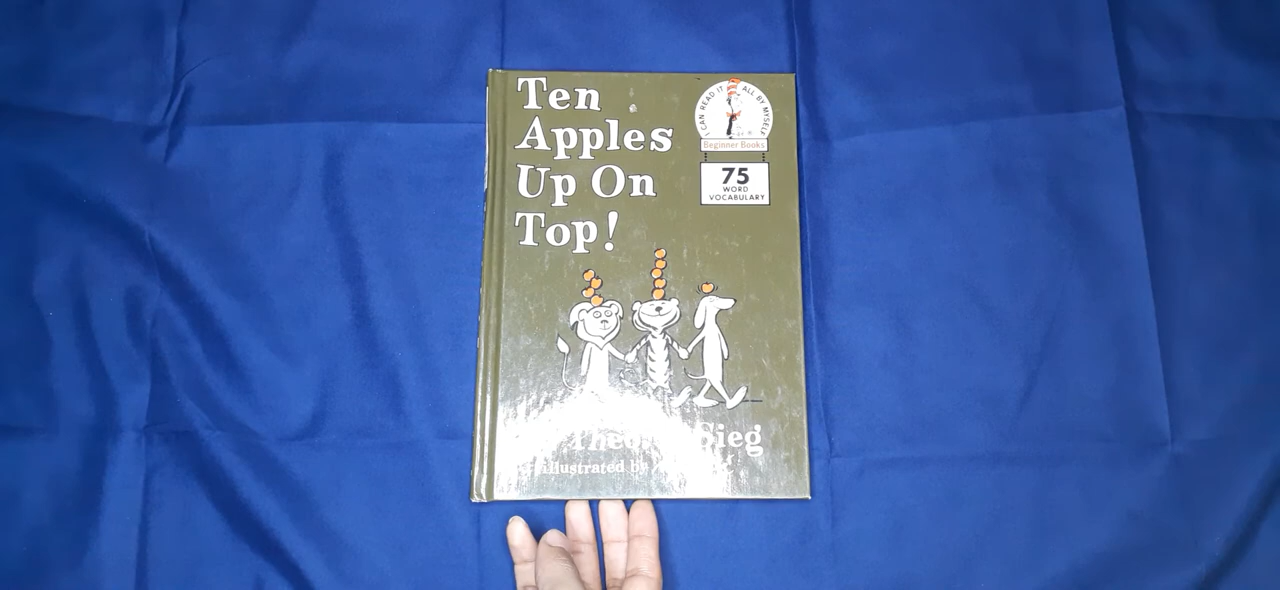 Ten
Apples
Up On
Top!
I CAN READ IT ALL BY MYSELF
Beginner Books
75
WORD
VOCABULARY
Sieg
illustrated by